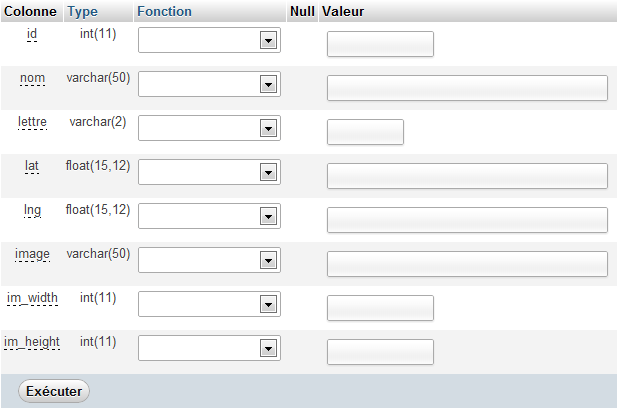 Colonne Type Fonction Null Valeur
id int(11)
nom varchar(50)
lettre varchar(2)
lat float(15,12)
lng float(15,12)
image varchar(50)
im_width int(11)
im_height int(11)
Exécuter